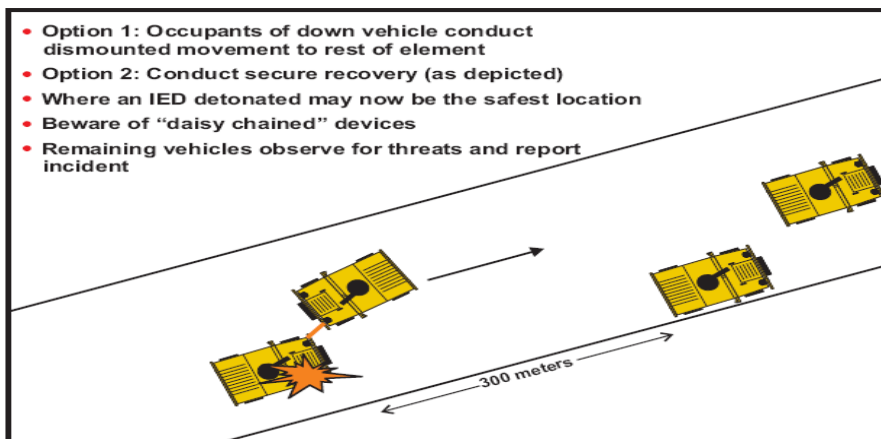 • Option 1: Occupants of down vehicle conduct
dismounted movement to rest of element
• Option 2: Conduct secure recovery (as depicted)
• Where an IED detonated may now be the safest location
• Beware of “daisy chained” devices
• Remaining vehicles observe for threats and report
incident
300 meters